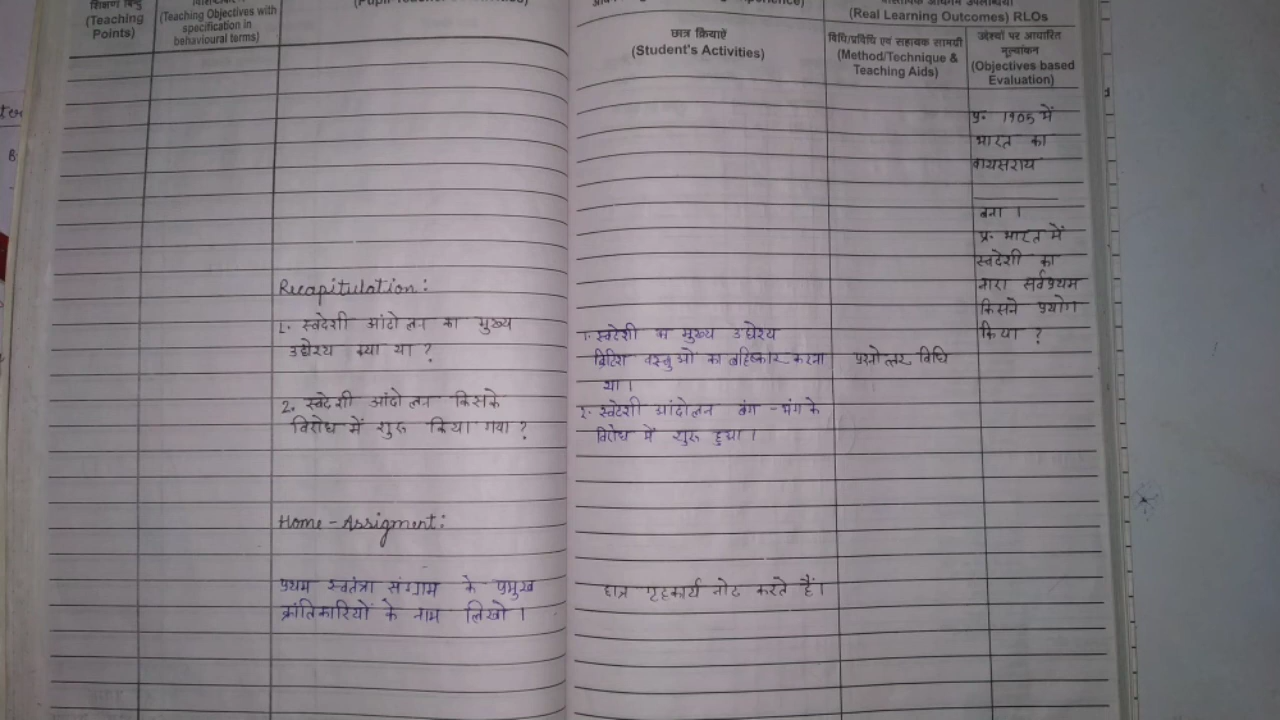 शिक्षण बिन्दु
(Teaching
Points)
(Teaching Objectives with
specification in
behavioural terms)
(Real Learning Outcomes) RLOs
छात्र क्रियाएँ
(Student's Activities)
विधि/प्रविधि एवं सहायक सामग्री
(Method/Technique &
Teaching Aids)
उद्देश्यों पर आधारित
मूल्यांकन
(Objectives based
Evaluation)
प्र. 1905 में
भारत का
वायसराय
बना ।
प्र. भारत में
स्वदेशी का
नारा सर्वप्रथम
किसने प्रयोग
किया ?
Recapitulation:
1. स्वदेशी आंदोलन का मुख्य
उद्येश्य क्या था ?
2. स्वदेशी आंदोलन किसके
विरोध में शुरू किया गया ?
1. स्वदेशी का मुख्य उद्येश्य
ब्रिटिश वस्तुओं का बहिष्कार करना
था ।
2. स्वदेशी आंदोलन बंग - भंग के
विरोध में शुरू हुआ ।
प्रश्नोत्तर विधि
Home - Assigment:
प्रथम स्वतंत्रा संग्राम के प्रमुख
क्रांतिकारियों के नाम लिखो ।
छात्र गृहकार्य नोट करते हैं।